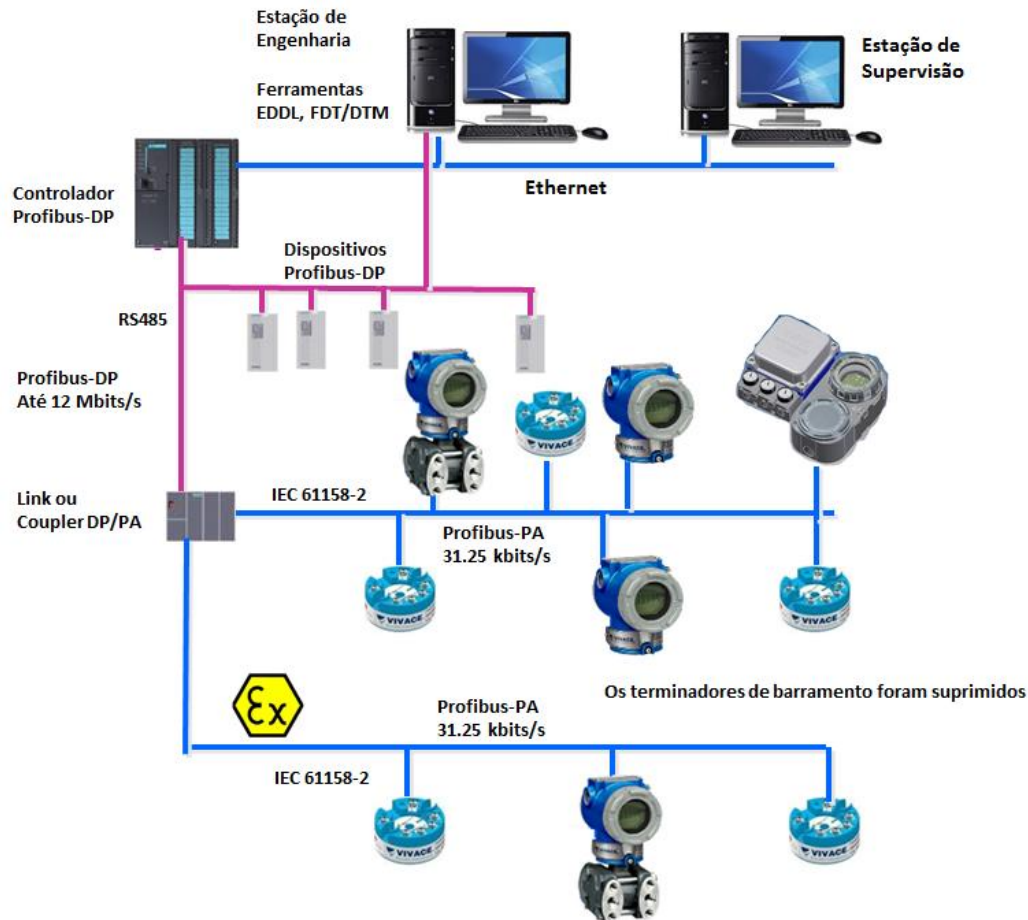 Estação de
Engenharia
Ferramentas
EDDL, FDT/DTM
Estação de
Supervisão
Ethernet
Controlador
Profibus-DP
Dispositivos
Profibus-DP
RS485
Profibus-DP
Até 12 Mbits/s
VIVACE
Link ou
Coupler DP/PA
IEC 61158-2
Profibus-PA
31.25 kbits/s
VIVACE
VIVACE
VIVACE
Os terminadores de barramento foram suprimidos
Ex
Profibus-PA
31.25 kbits/s
IEC 61158-2
VIVACE
VIVACE